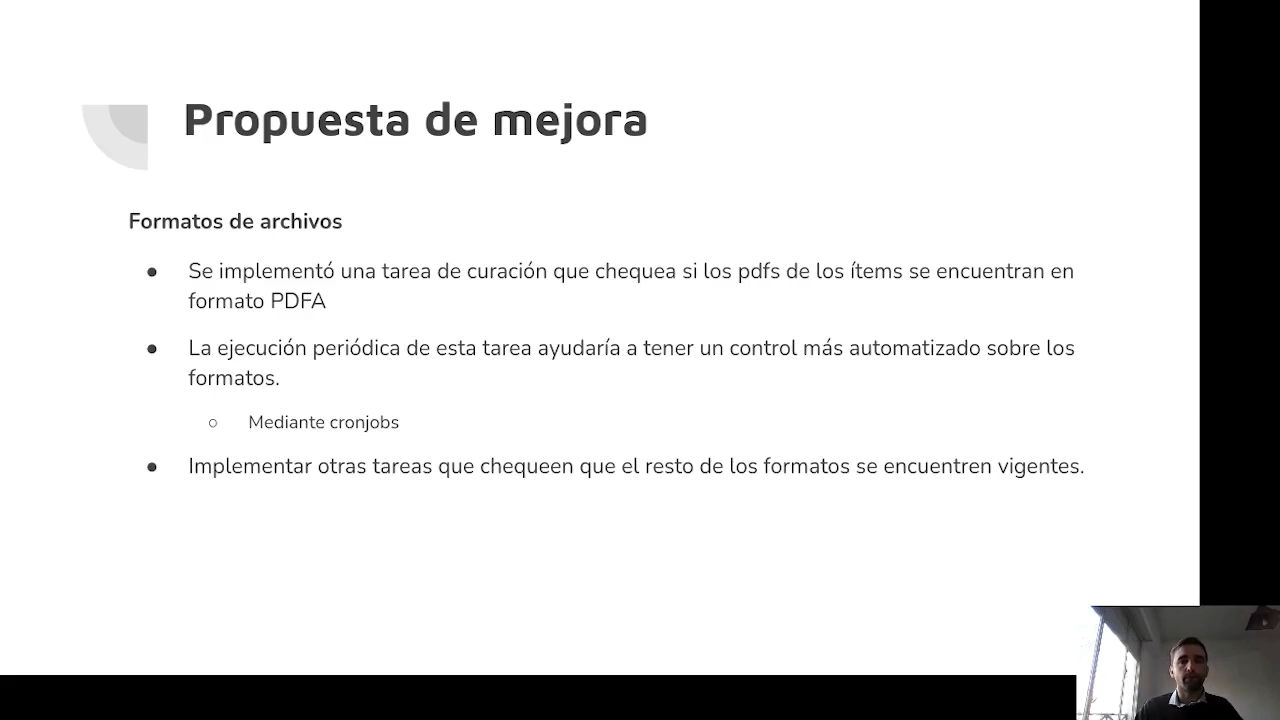 Propuesta de mejora
Formatos de archivos
● Se implementó una tarea de curación que chequea si los pdfs de los ítems se encuentran en
formato PDFA
● La ejecución periódica de esta tarea ayudaría a tener un control más automatizado sobre los
formatos.
○ Mediante cronjobs
● Implementar otras tareas que chequeen que el resto de los formatos se encuentren vigentes.